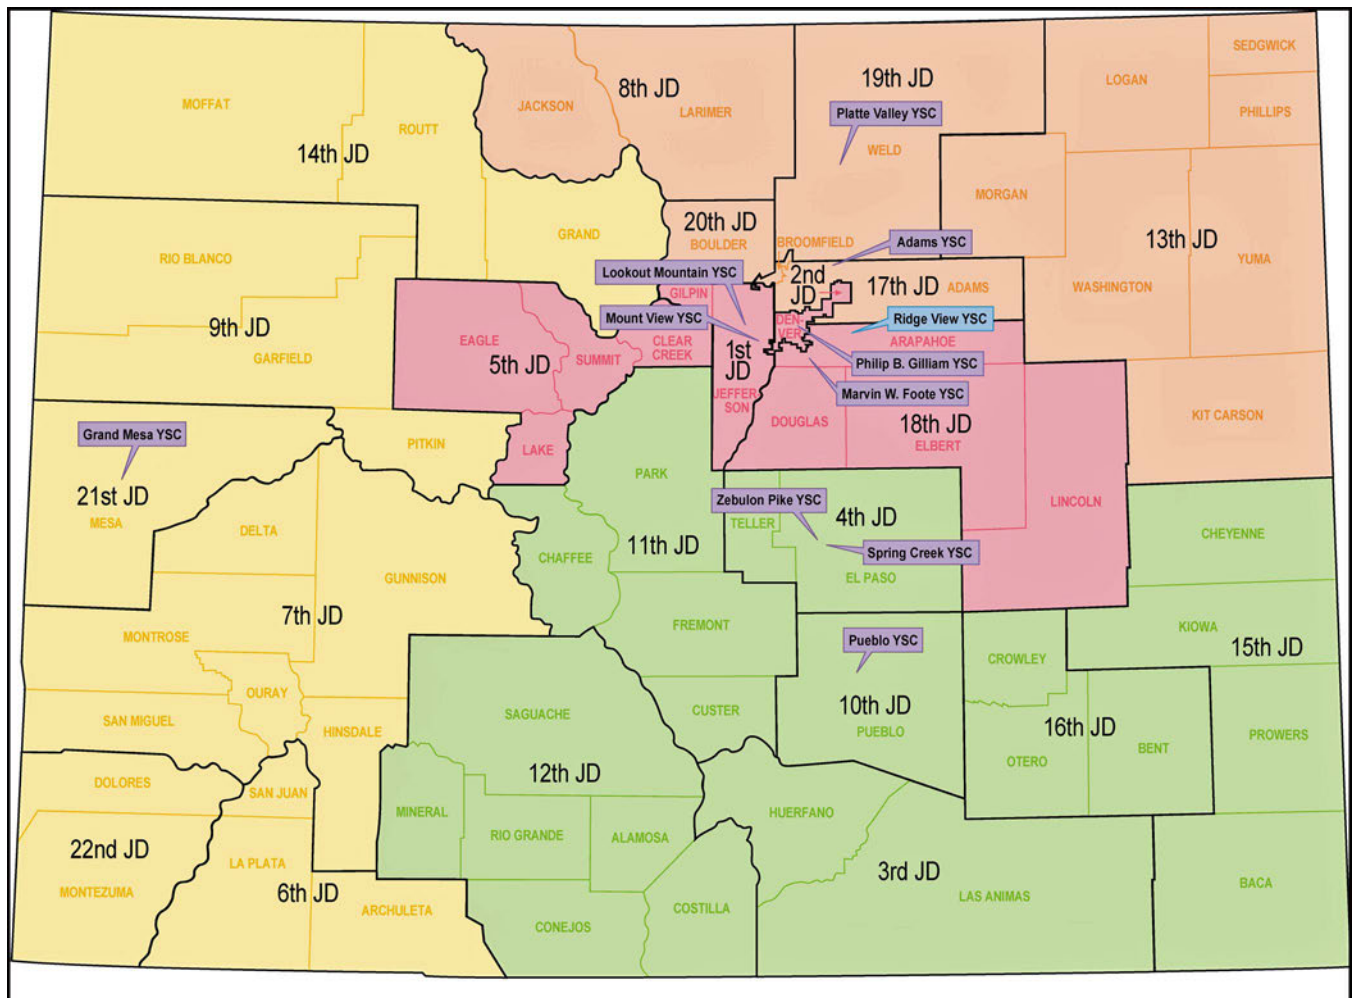 SEDGWICK
LOGAN
19th JD
8th JD
MOFFAT
JACKSON
LARIMER
Platte Valley YSC
PHILLIPS
ROUTT
WELD
14th JD
MORGAN
GRAND
20th JD
BOULDER
BROOMFIELD
Adams YSC
13th JD
RIO BLANCO
YUMA
Lookout Mountain YSC
2nd
JD
17th JD
ADAMS
WASHINGTON
GILPIN
Mount View YSC
DEN-
VER
Ridge View YSC
9th JD
GARFIELD
EAGLE
5th JD
SUMMIT
CLEAR
CREEK
1st
JD
ARAPAHOE
Philip B. Gilliam YSC
Marvin W. Foote YSC
JEFFER
SON
DOUGLAS
18th JD
ELBERT
KIT CARSON
Grand Mesa YSC
PITKIN
LAKE
PARK
21st JD
MESA
Zebulon Pike YSC
TELLER
4th JD
LINCOLN
DELTA
CHEYENNE
11th JD
CHAFFEE
Spring Creek YSC
GUNNISON
EL PASO
7th JD
MONTROSE
FREMONT
Pueblo YSC
KIOWA
15th JD
CROWLEY
OURAY
SAN MIGUEL
HINSDALE
SAGUACHE
CUSTER
10th JD
PUEBLO
16th JD
PROWERS
BENT
OTERO
12th JD
DOLORES
SAN JUAN
MINERAL
HUERFANO
RIO GRANDE
ALAMOSA
22nd JD
LA PLATA
3rd JD
MONTEZUMA
6th JD
LAS ANIMAS
BACA
ARCHULETA
COSTILLA
CONEJOS